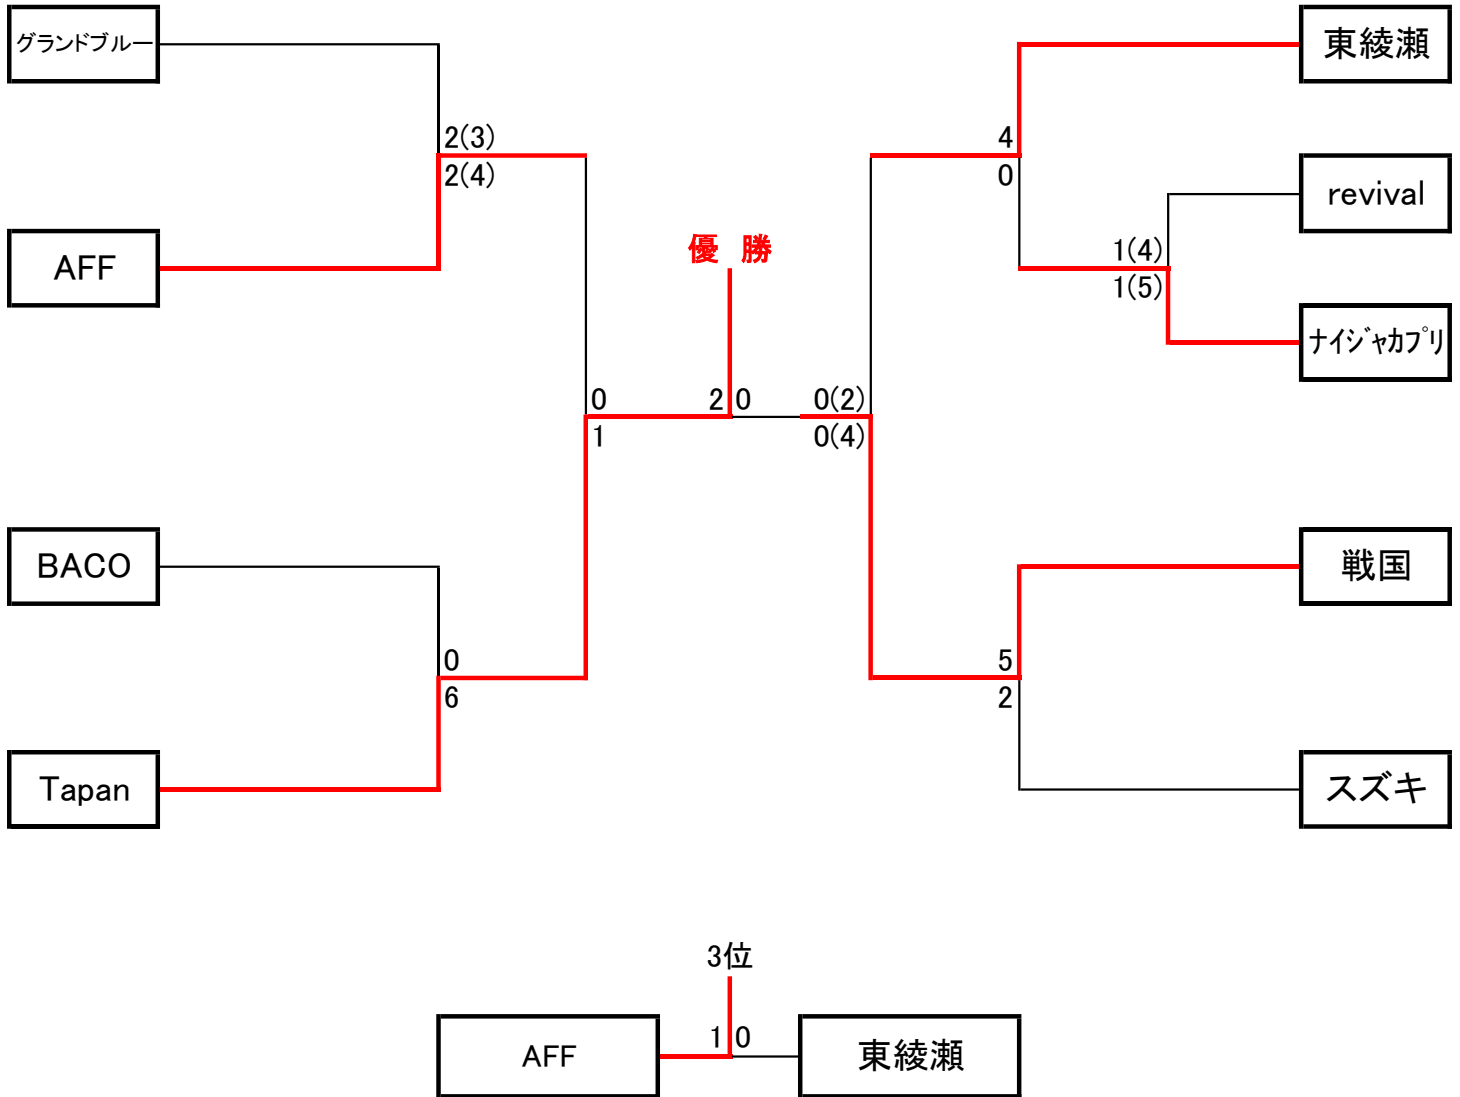 グランドブルー
東綾瀬
2(3)
4
2(4)
0
revival
優 勝
1(4)
AFF
1(5)
ナイジャカプリ
0
2
0
0(2)
1
0(4)
BACO
戦国
0
5
6
2
Tapan
スズキ
3位
1
0
AFF
東綾瀬